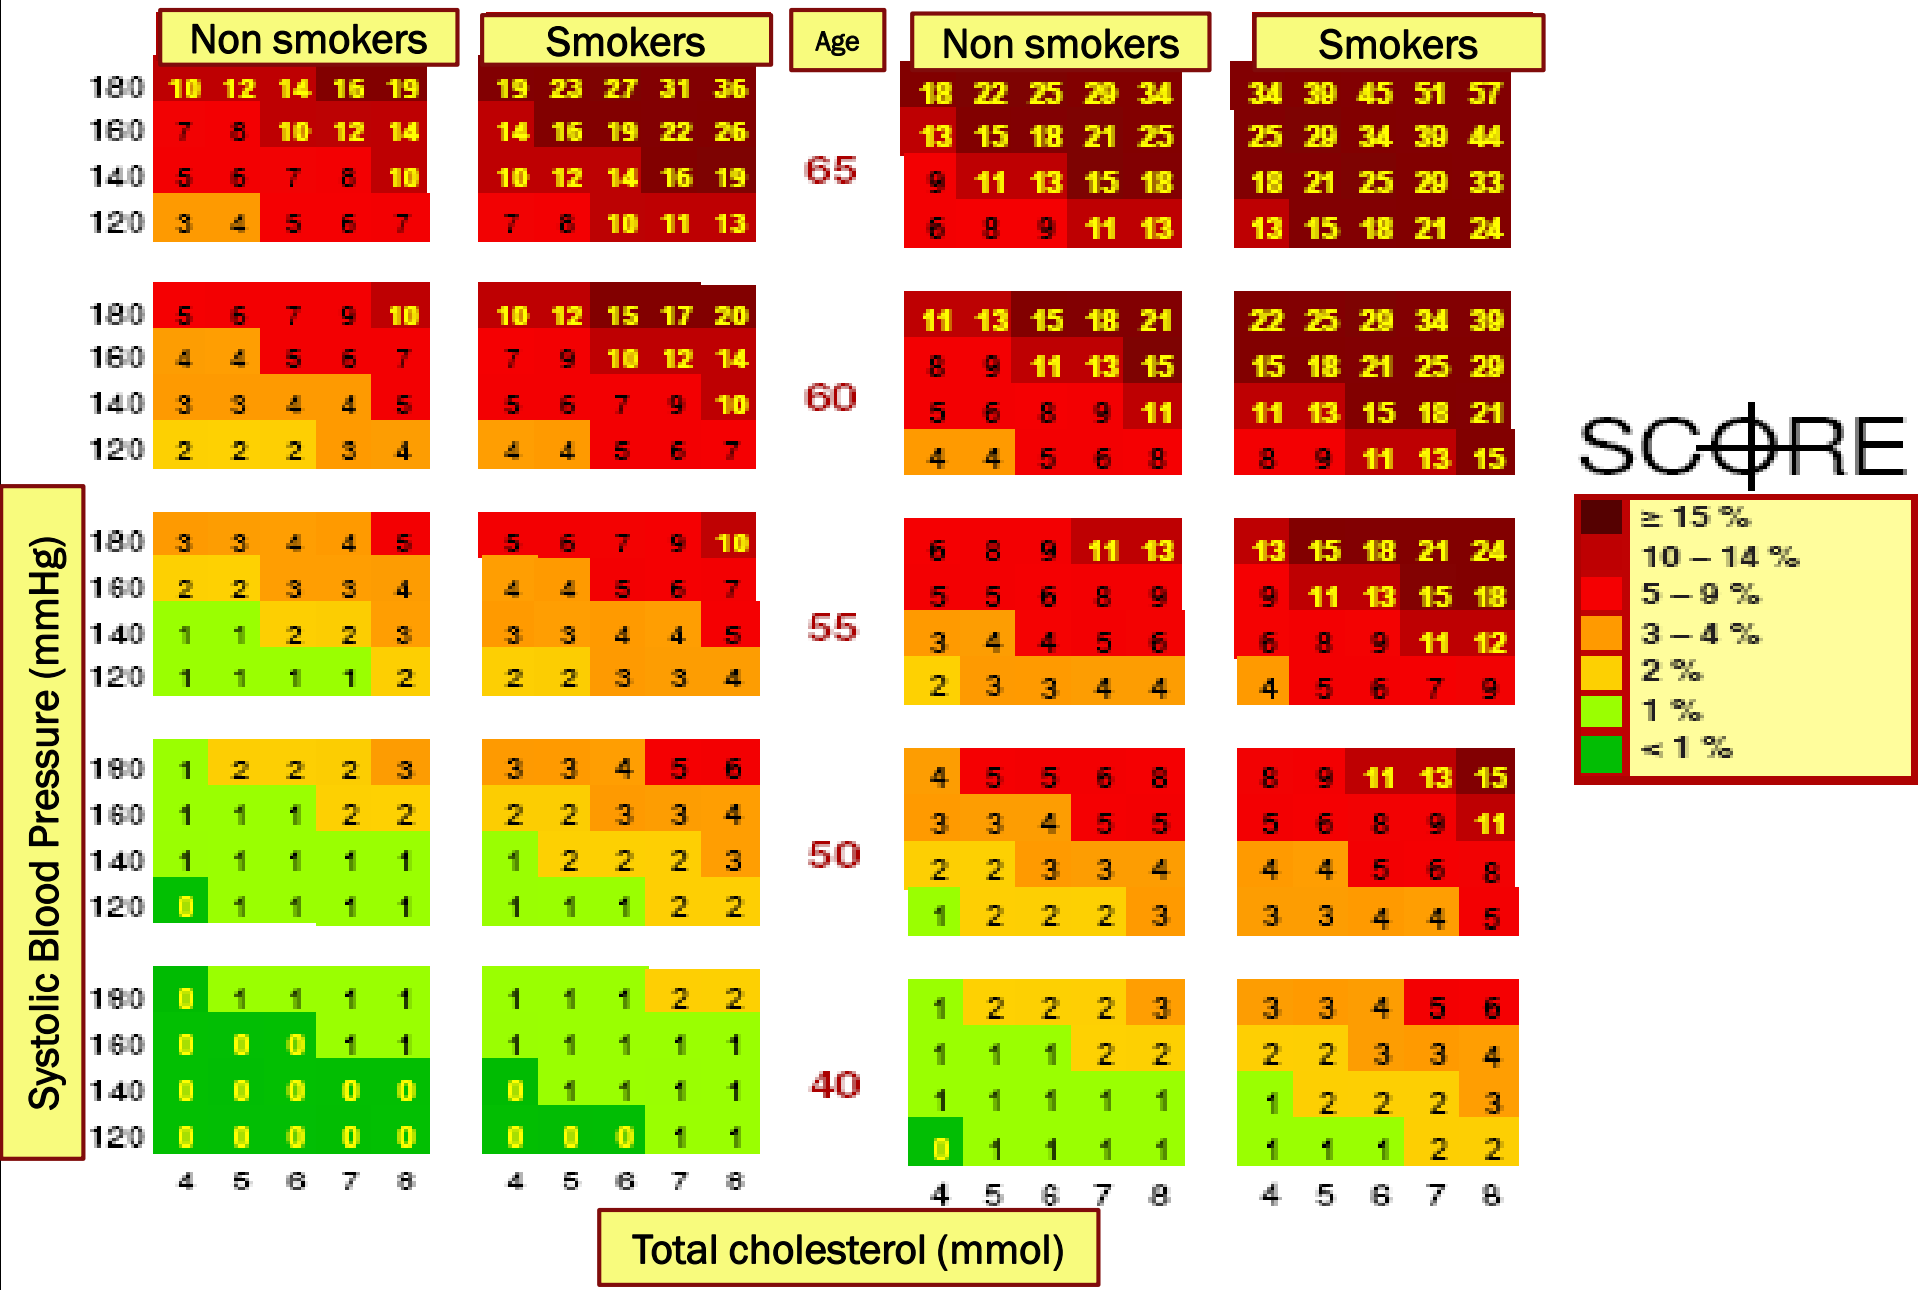 Non smokers Smokers Age Non smokers Smokers
180 10 12 14 16 19 19 23 27 31 36 18 22 25 29 34 34 39 45 51 57
160 7 8 10 12 14 14 16 19 22 26 13 15 18 21 25 25 29 34 39 44
65
140 5 6 7 8 10 10 12 14 16 19 9 11 13 15 18 18 21 25 29 33
120 3 4 5 6 7 7 8 10 11 13 6 8 9 11 13 13 15 18 21 24
180 5 6 7 9 10 10 12 15 17 20 11 13 15 18 21 22 25 29 34 39
160 4 4 5 6 7 7 9 10 12 14 8 9 11 13 15 15 18 21 25 29
60
140 3 3 4 4 5 5 6 7 9 10 5 6 8 9 11 11 13 15 18 21
120 2 2 2 3 4 4 4 5 6 7 4 4 5 6 8 8 9 11 13 15
180 3 3 4 4 5 5 6 7 9 10 6 8 9 11 13 13 15 18 21 24
160 2 2 3 3 4 4 4 5 6 7 5 5 6 8 9 9 11 13 15 18
55
140 1 1 2 2 3 3 3 4 4 5 3 4 4 5 6 6 8 9 11 12
120 1 1 1 1 2 2 2 3 3 4 2 3 3 4 4 4 5 6 7 9
180 1 2 2 2 3 3 3 4 5 6 4 5 5 6 8 8 9 11 13 15
160 1 1 1 2 2 2 2 3 3 4 3 3 4 5 5 5 6 8 9 11
50
140 1 1 1 1 1 1 2 2 2 3 2 2 3 3 4 4 4 5 6 8
120 0 1 1 1 1 1 1 1 2 2 1 2 2 2 3 3 3 4 4 5
180 0 1 1 1 1 1 1 1 2 2 1 2 2 2 3 3 3 4 5 6
160 0 0 0 1 1 1 1 1 1 1 1 1 1 2 2 2 2 3 3 4
40
140 0 0 0 0 0 0 1 1 1 1 1 1 1 1 1 1 2 2 2 3
120 0 0 0 0 0 0 0 0 1 1 0 1 1 1 1 1 1 1 2 2
4 5 6 7 8 4 5 6 7 8 4 5 6 7 8 4 5 6 7 8
Systolic Blood Pressure (mmHg)
Total cholesterol (mmol)
SCORE
≥ 15 %
10 – 14 %
5 – 9 %
3 – 4 %
2 %
1 %
< 1 %